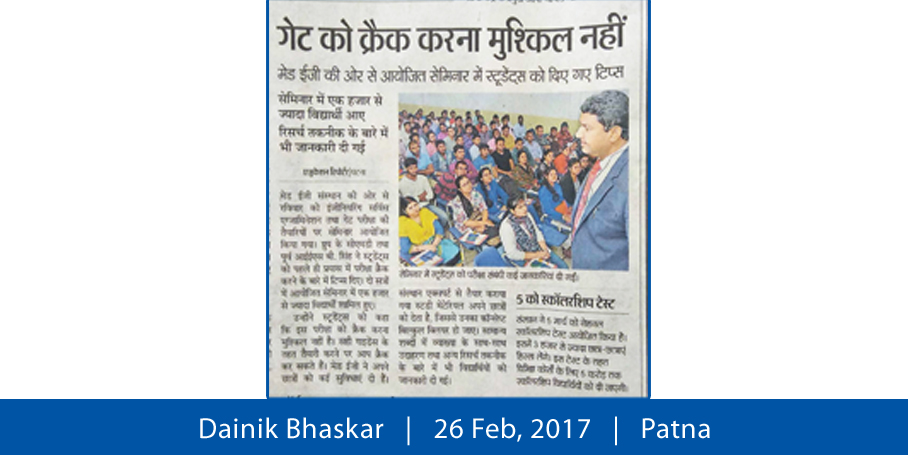 गेट को क्रैक करना मुश्किल नहीं
मेड ईजी की ओर से आयोजित सेमिनार में स्टूडेंट्स को दिए गए टिप्स
सेमिनार में एक हजार से
ज्यादा विद्यार्थी आए
रिसर्च तकनीक के बारे में
भी जानकारी दी गई
एजुकेशन रिपोर्टर|पटना
मेड ईजी संस्थान की ओर से
रविवार को इंजीनियरिंग सर्विस
एग्जामिनेशन तथा गेट परीक्षा की
तैयारियों पर सेमिनार आयोजित
किया गया। ग्रुप के सीएमडी तथा
पूर्व आईईएस बी. सिंह ने स्टूडेंट्स
को पहले ही प्रयास में परीक्षा क्रैक
करने के बारे में टिप्स दिए। दो सत्रों
में आयोजित सेमिनार में एक हजार
से ज्यादा विद्यार्थी शामिल हुए।
उन्होंने स्टूडेंट्स को कहा
कि इस परीक्षा को क्रैक करना
मुश्किल नहीं है। सही गाइडेंस के
तहत तैयारी करने पर आप क्रैक
कर सकते हैं। मेड ईजी ने अपने
छात्रों को कई सुविधाएं दी हैं।
सेमिनार में स्टूडेंट्स को परीक्षा संबंधी कई जानकारियां दी गईं।
संस्थान एक्सपर्ट से तैयार कराया
गया स्टडी मेटेरियल अपने छात्रों
को देता है, जिससे उनका कॉन्सेप्ट
बिल्कुल क्लियर हो जाए। सामान्य
शब्दों में व्याख्या के साथ-साथ
उदाहरण तथा अन्य रिसर्च तकनीक
के बारे में भी विद्यार्थियों को
जानकारी दी गई।
5 को स्कॉलरशिप टेस्ट
संस्थान ने 5 मार्च को नेशनल
स्कॉलरशिप टेस्ट आयोजित किया है।
इसमें 3 हजार से ज्यादा छात्र-छात्राएं
हिस्सा लेंगे। इस टेस्ट के तहत
विभिन्न कोर्सों के लिए 5 करोड़ तक
स्कॉलरशिप विद्यार्थियों को दी जाएगी।
Dainik Bhaskar | 26 Feb, 2017 | Patna